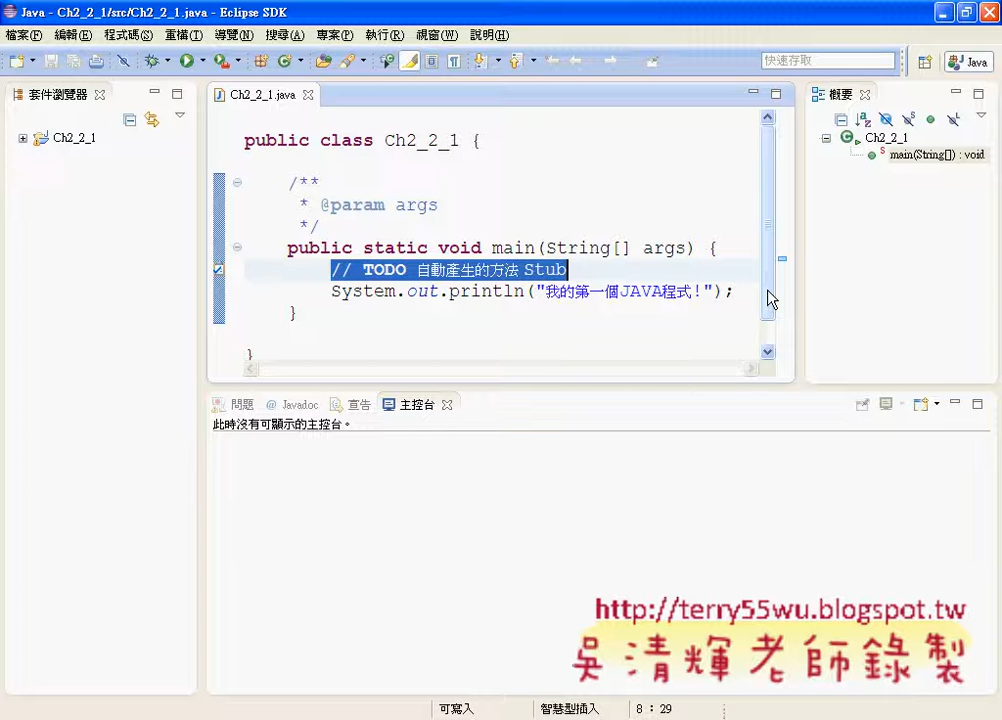 Java - Ch2_2_1/src/Ch2_2_1.java - Eclipse SDK
檔案(F) 編輯(E) 程式碼(S) 重構(T) 導覽(N) 搜尋(A) 專案(P) 執行(R) 視窗(W) 說明(H)
快速存取
Java
套件瀏覽器
Ch2_2_1.java
概要
Ch2_2_1
Ch2_2_1
main(String[]) : void
public class Ch2_2_1 {
/**
* @param args
*/
public static void main(String[] args) {
// TODO 自動產生的方法 Stub
System.out.println("我的第一個JAVA程式!");
}
}
問題 @ Javadoc 宣告 主控台
此時沒有可顯示的主控台。
http://terry55wu.blogspot.tw
吳清輝老師錄製
可寫入 智慧型插入 8 : 29